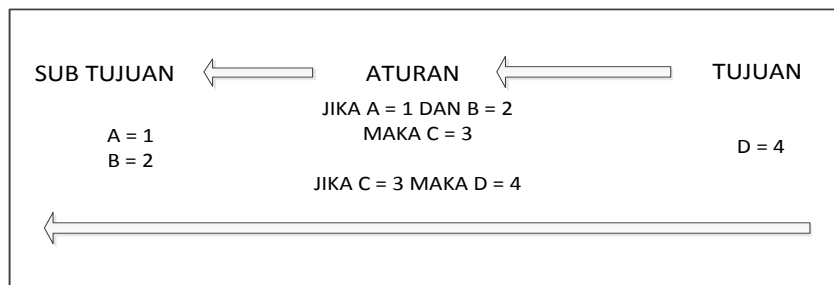 SUB TUJUAN
ATURAN
TUJUAN
A = 1
B = 2
JIKA A = 1 DAN B = 2
MAKA C = 3
JIKA C = 3 MAKA D = 4
D = 4